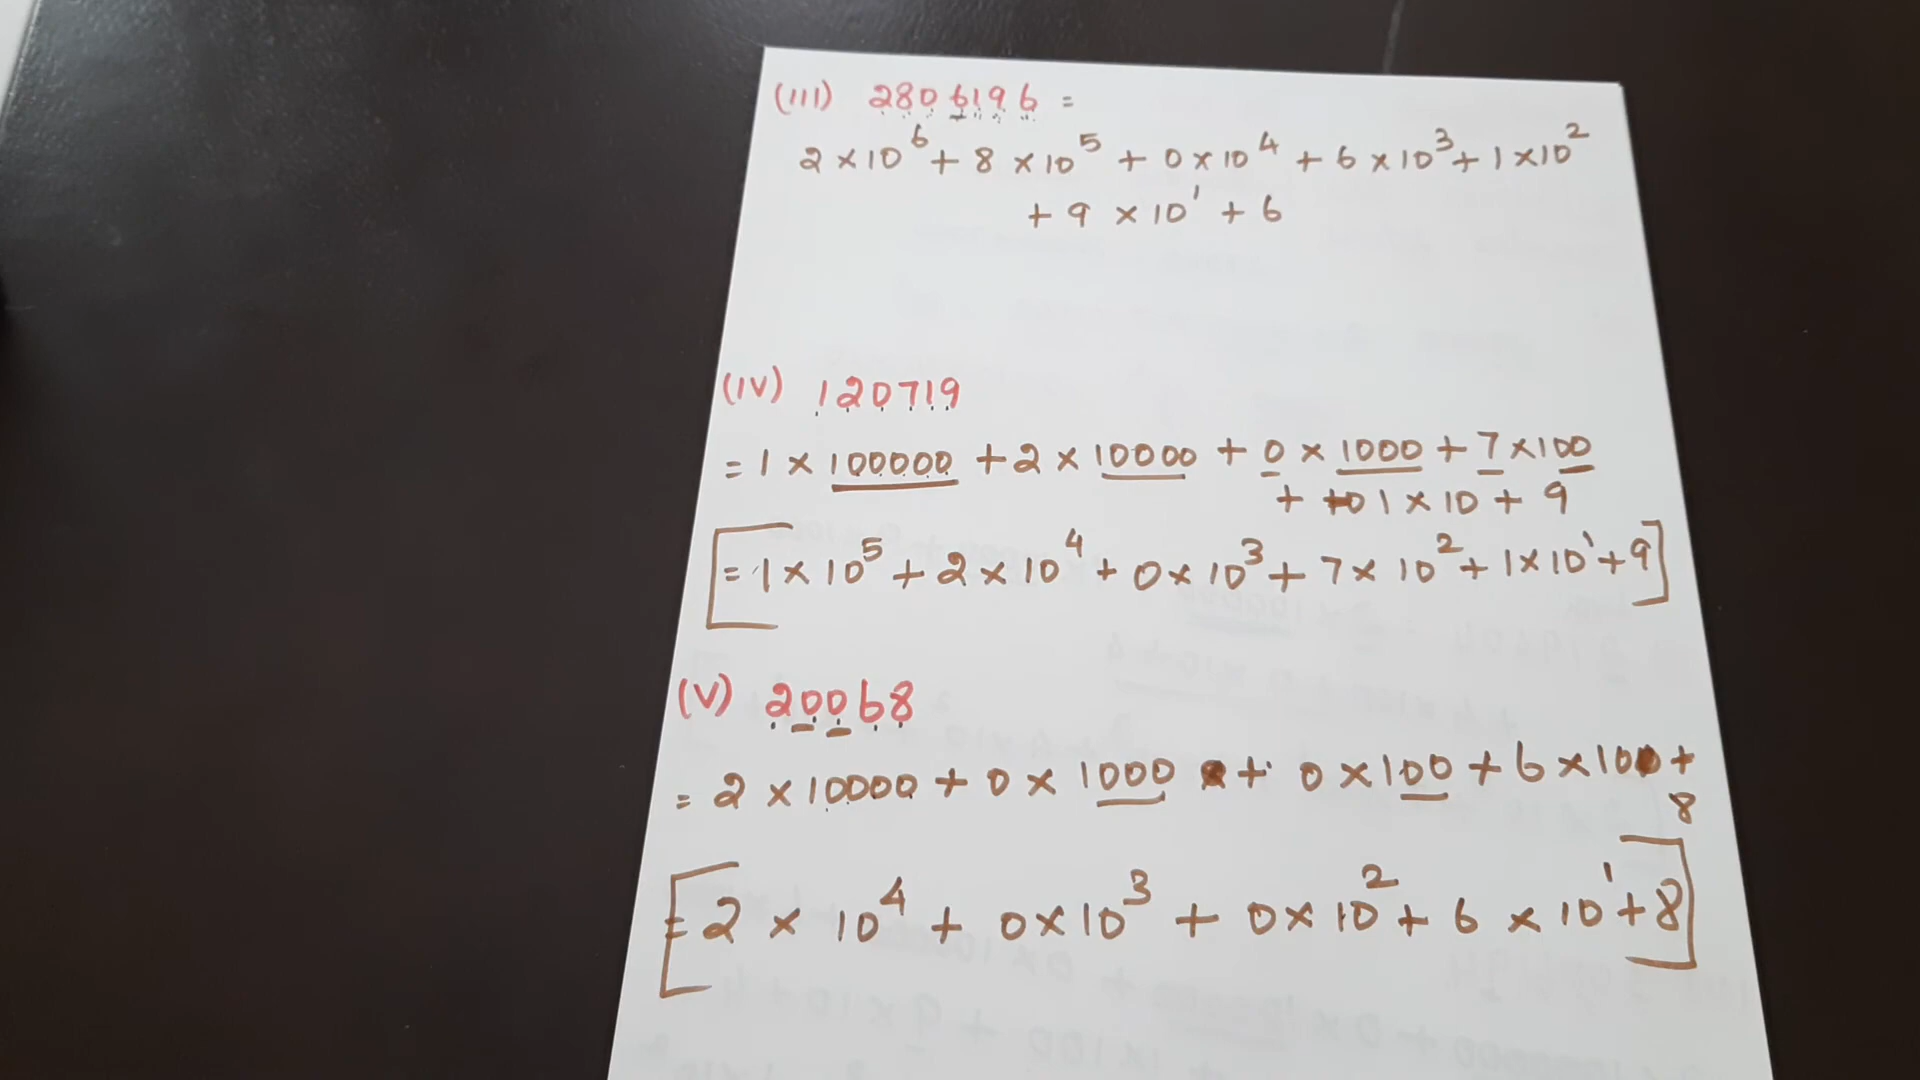 (III) 2806196 =
2 × 10⁶ + 8 × 10⁵ + 0 × 10⁴ + 6 × 10³ + 1 × 10²
+ 9 × 10¹ + 6
(IV) 120719
= 1 × 100000 + 2 × 10000 + 0 × 1000 + 7 × 100
+ 1 × 10 + 9
= 1 × 10⁵ + 2 × 10⁴ + 0 × 10³ + 7 × 10² + 1 × 10¹ + 9
(V) 20068
= 2 × 10000 + 0 × 1000 + 0 × 100 + 6 × 10 +
8
= 2 × 10⁴ + 0 × 10³ + 0 × 10² + 6 × 10¹ + 8